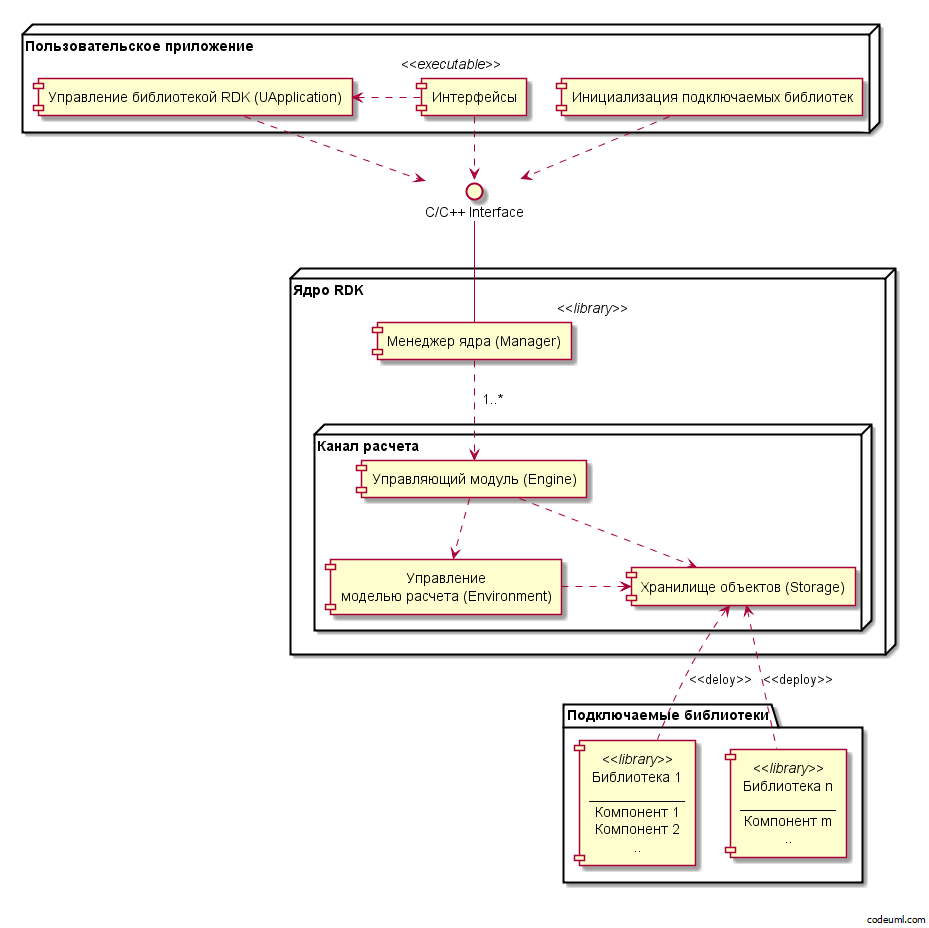 Пользовательское приложение
<<executable>>
Управление библиотекой RDK (UApplication)
Интерфейсы
Инициализация подключаемых библиотек
C/C++ Interface
Ядро RDK
<<library>>
Менеджер ядра (Manager)
1..*
Канал расчета
Управляющий модуль (Engine)
Управление
моделью расчета (Environment)
Хранилище объектов (Storage)
<<deloy>>
<<deploy>>
Подключаемые библиотеки
<<library>>
Библиотека 1
Компонент 1
Компонент 2
..
<<library>>
Библиотека n
Компонент m
..
codeuml.com